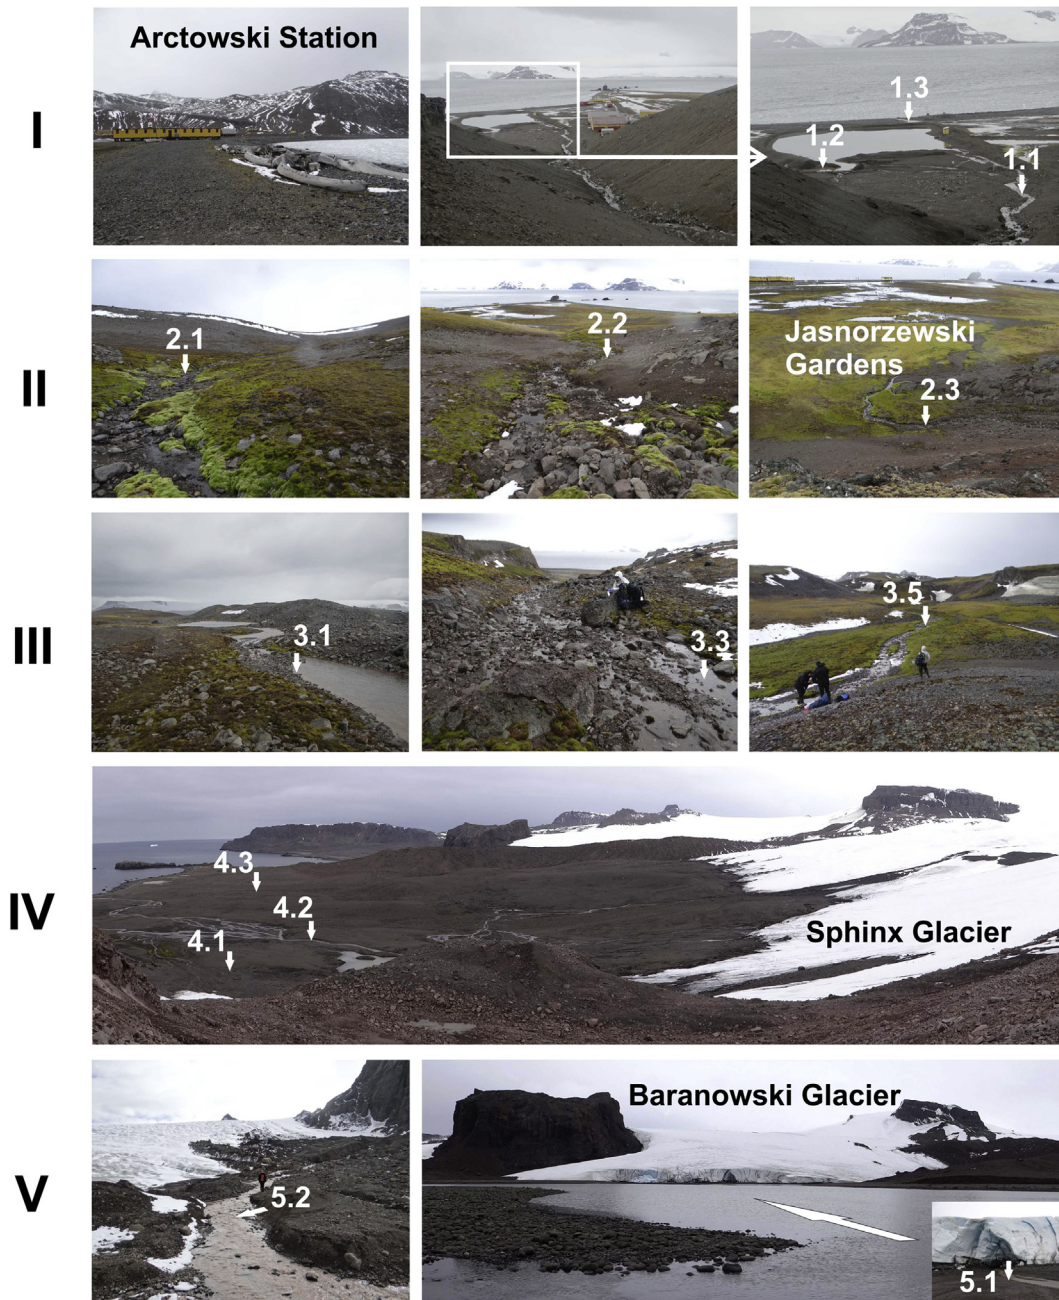 I
Arctowski Station
1.3
1.2
1.1
II
2.1
2.2
Jasnorzewski
Gardens
2.3
III
3.1
3.3
3.5
IV
4.3
4.2
4.1
Sphinx Glacier
V
5.2
Baranowski Glacier
5.1